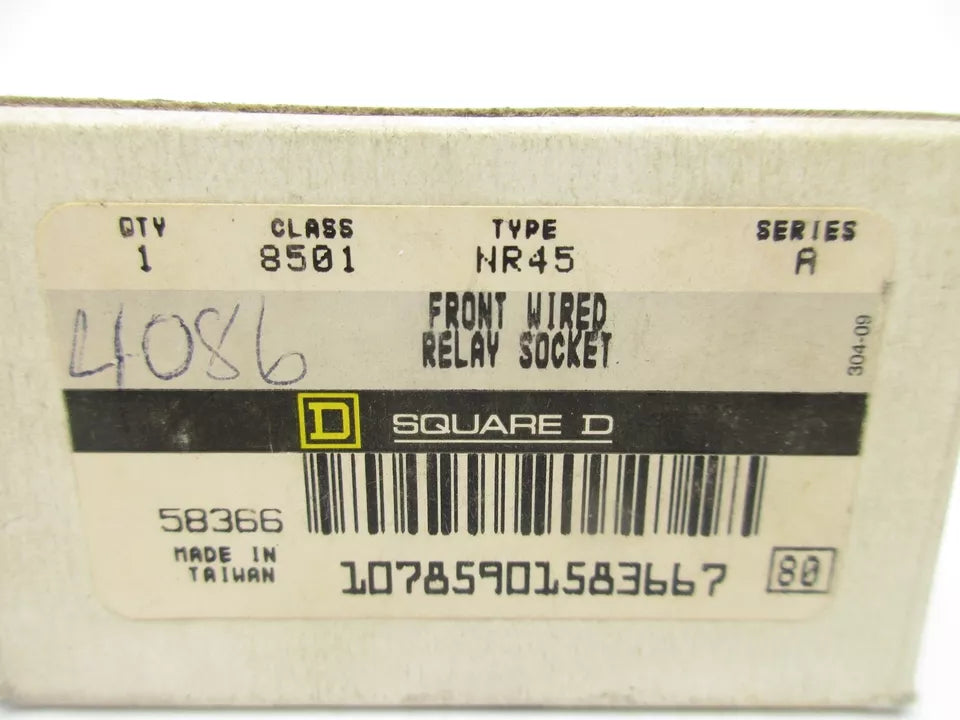 QTY CLASS TYPE SERIES
1 8501 NR45 A
4086
FRONT WIRED
RELAY SOCKET
304-09
D SQUARE D
58366
MADE IN
TAIWAN
10785901583667
80